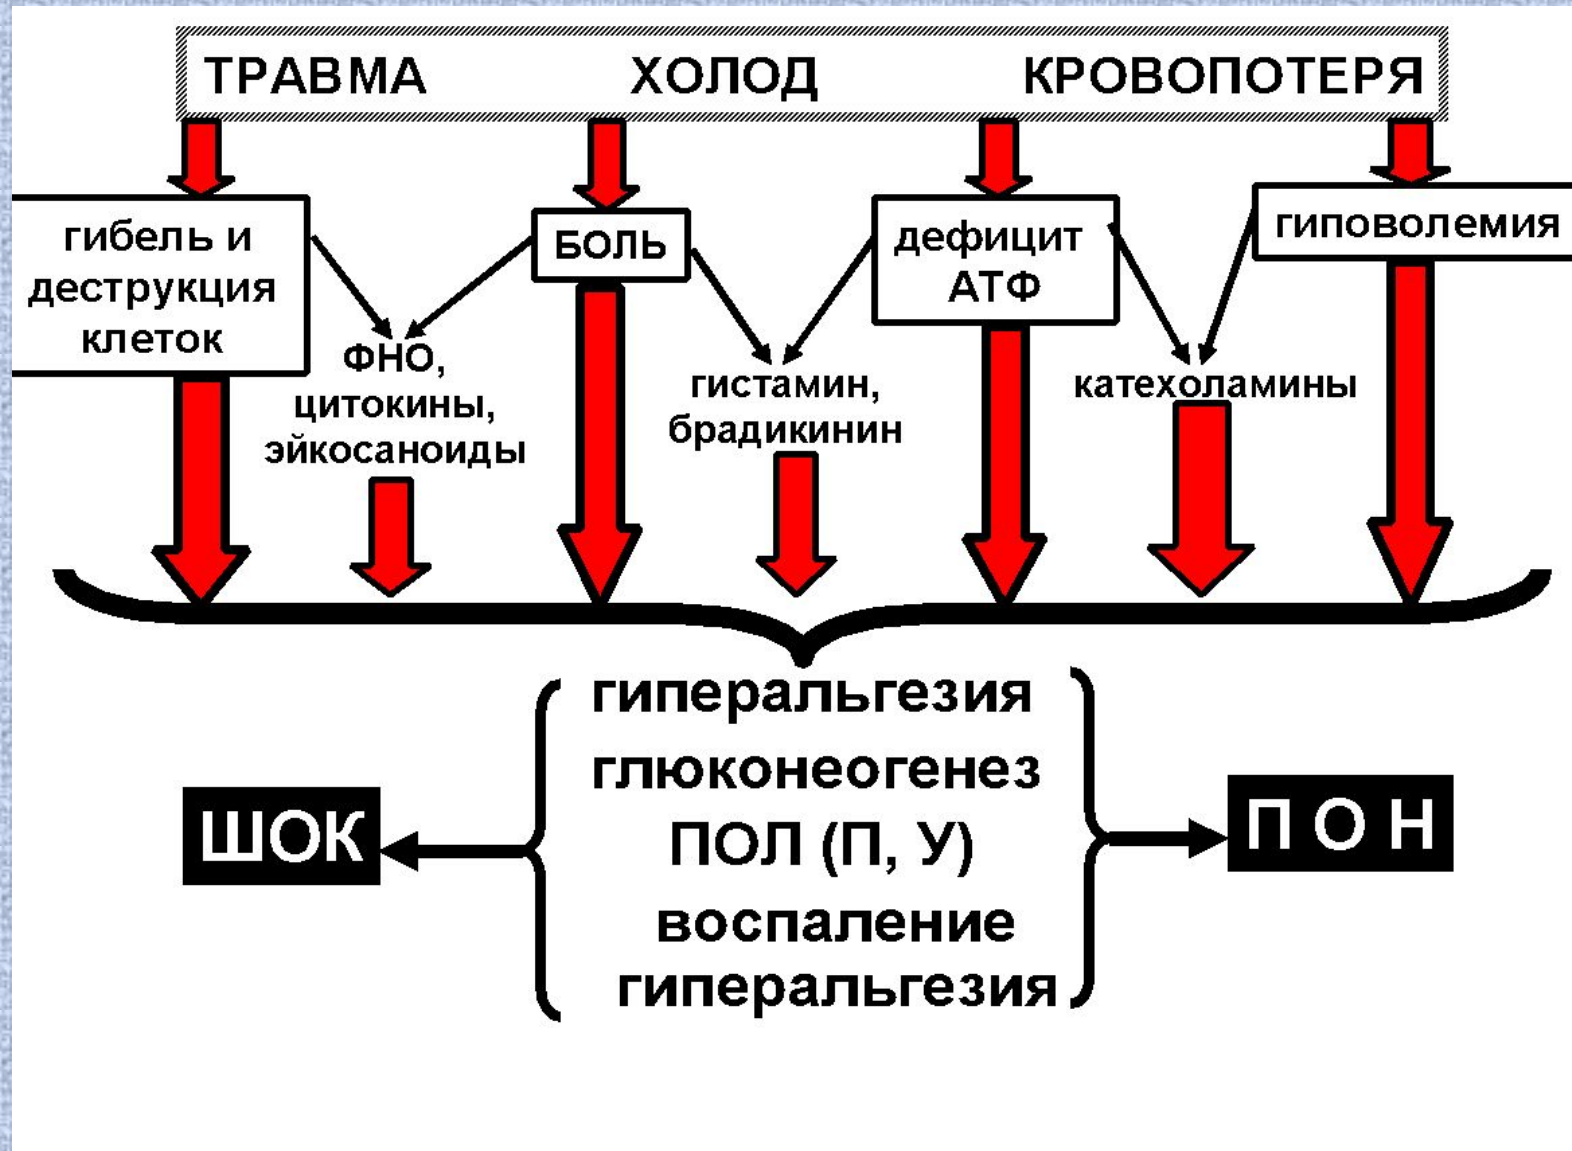 ТРАВМА ХОЛОД КРОВОПОТЕРЯ
гибель и
деструкция
клеток
БОЛЬ
дефицит
АТФ
гиповолемия
ФНО,
цитокины,
эйкосаноиды
гистамин,
брадикинин
катехоламины
гиперальгезия
глюконеогенез
ПОЛ (П, У)
воспаление
гиперальгезия
ШОК
П О Н